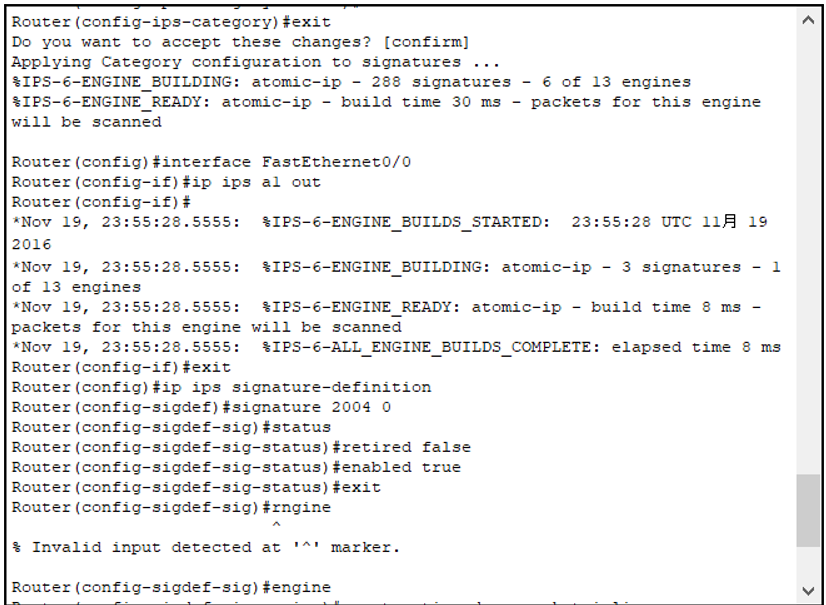 Router(config-ips-category)#exit
Do you want to accept these changes? [confirm]
Applying Category configuration to signatures ...
%IPS-6-ENGINE_BUILDING: atomic-ip - 288 signatures - 6 of 13 engines
%IPS-6-ENGINE_READY: atomic-ip - build time 30 ms - packets for this engine
will be scanned
Router(config)#interface FastEthernet0/0
Router(config-if)#ip ips a1 out
Router(config-if)#
*Nov 19, 23:55:28.5555:  %IPS-6-ENGINE_BUILDS_STARTED:  23:55:28 UTC 11月 19
2016
*Nov 19, 23:55:28.5555:  %IPS-6-ENGINE_BUILDING: atomic-ip - 3 signatures - 1
of 13 engines
*Nov 19, 23:55:28.5555:  %IPS-6-ENGINE_READY: atomic-ip - build time 8 ms -
packets for this engine will be scanned
*Nov 19, 23:55:28.5555:  %IPS-6-ALL_ENGINE_BUILDS_COMPLETE: elapsed time 8 ms
Router(config-if)#exit
Router(config)#ip ips signature-definition
Router(config-sigdef)#signature 2004 0
Router(config-sigdef-sig)#status
Router(config-sigdef-sig-status)#retired false
Router(config-sigdef-sig-status)#enabled true
Router(config-sigdef-sig-status)#exit
Router(config-sigdef-sig)#rngine
^
% Invalid input detected at '^' marker.
Router(config-sigdef-sig)#engine